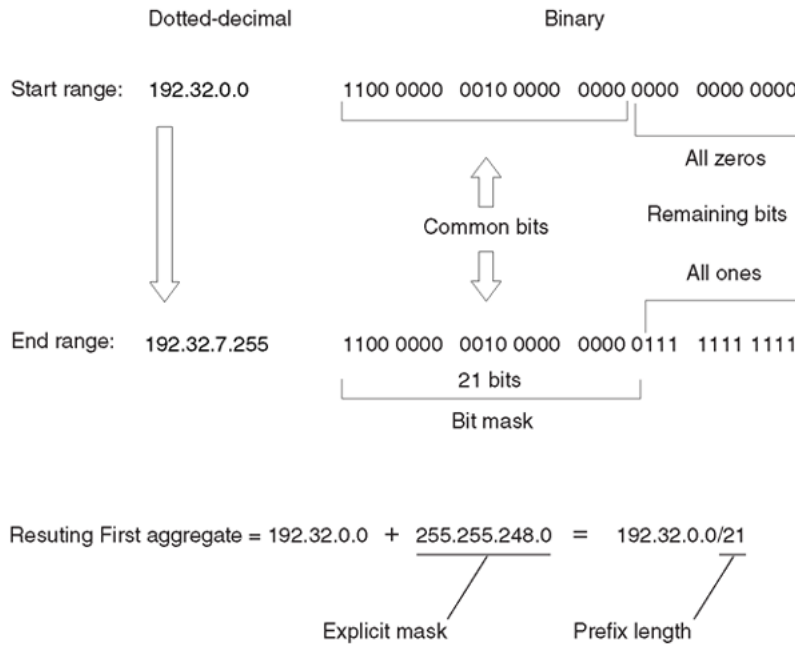 Dotted-decimal Binary
Start range: 192.32.0.0 1100 0000 0010 0000 0000 0000 0000 0000
All zeros
Common bits Remaining bits
All ones
End range: 192.32.7.255 1100 0000 0010 0000 0000 0111 1111 1111
21 bits
Bit mask
Resuting First aggregate = 192.32.0.0 + 255.255.248.0 = 192.32.0.0/21
Explicit mask Prefix length